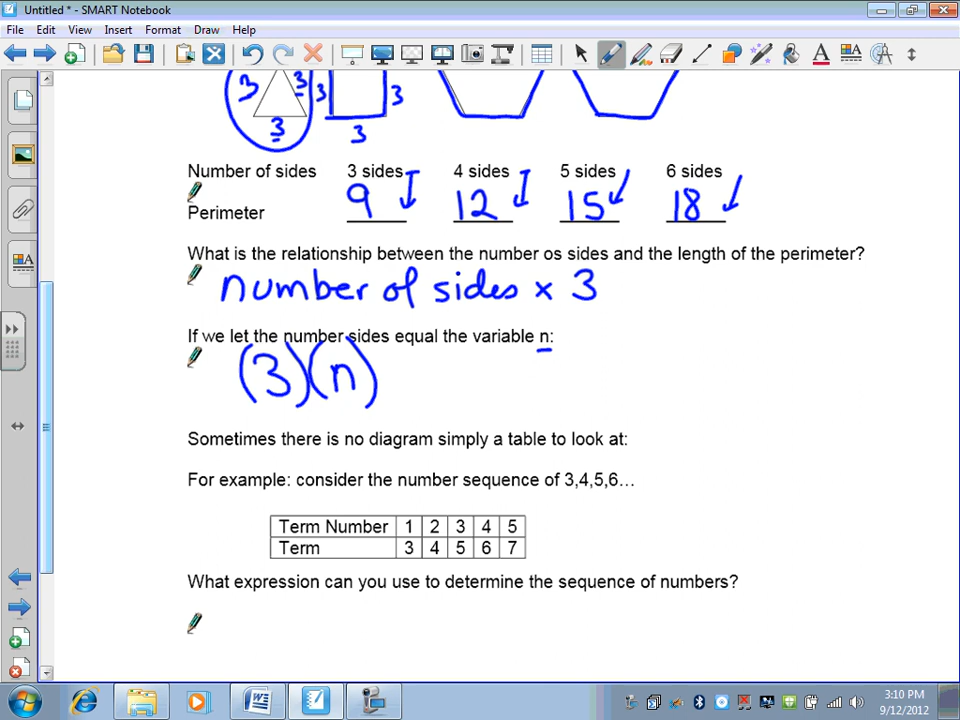 Untitled * - SMART Notebook
File Edit View Insert Format Draw Help
3 3 3 3
3 3
Number of sides 3 sides 4 sides 5 sides 6 sides
Perimeter 9 12 15 18
What is the relationship between the number os sides and the length of the perimeter?
number of sides × 3
If we let the number sides equal the variable n:
(3)(n)
Sometimes there is no diagram simply a table to look at:
For example: consider the number sequence of 3,4,5,6…
Term Number 1 2 3 4 5
Term 3 4 5 6 7
What expression can you use to determine the sequence of numbers?
3:10 PM
9/12/2012